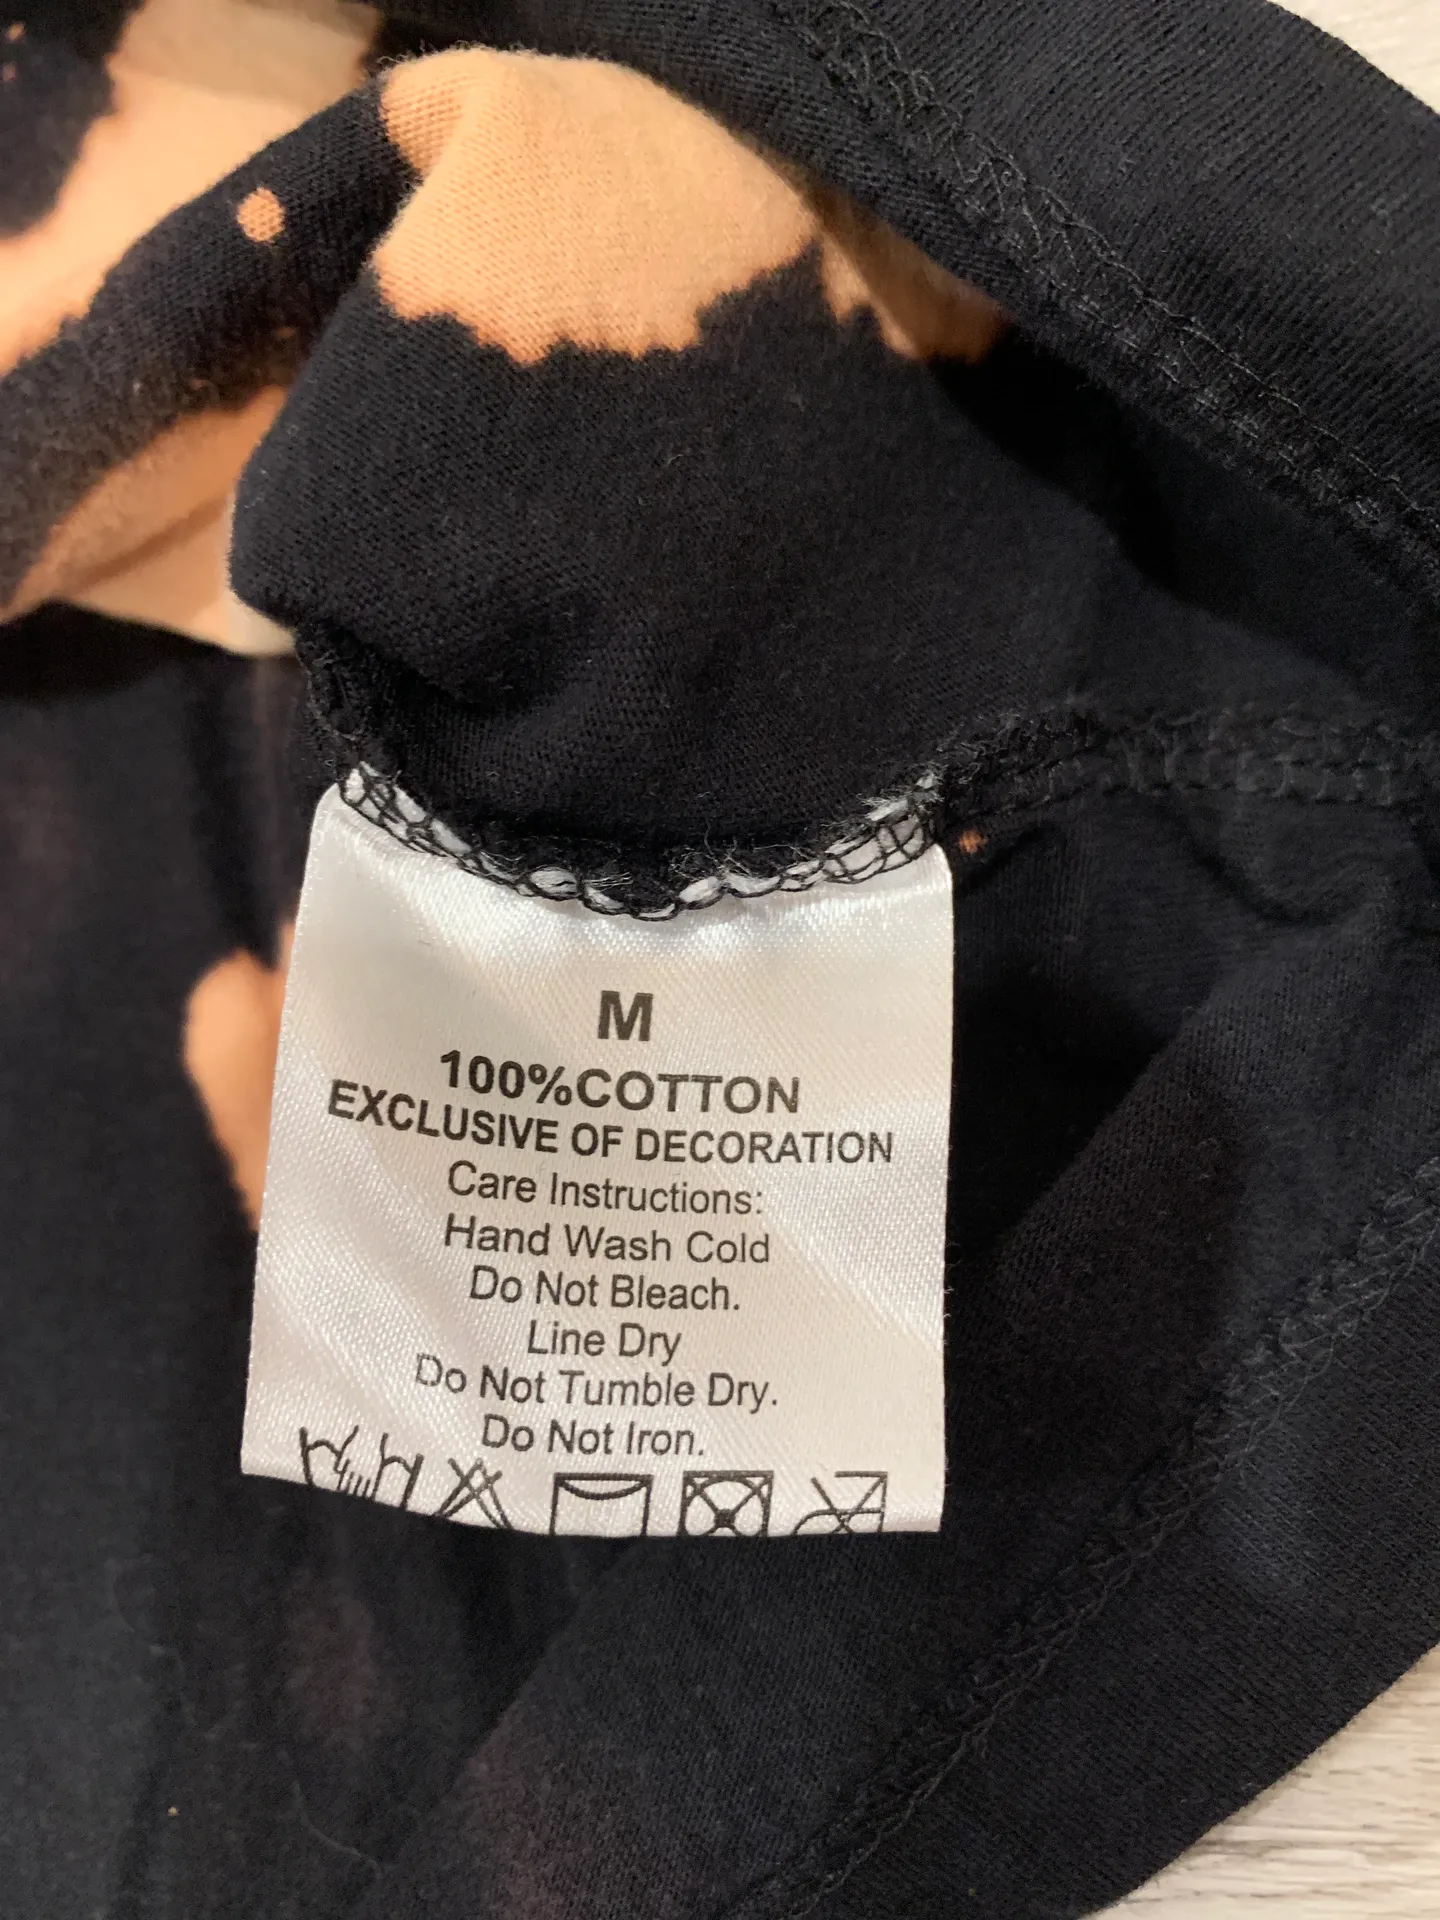 M
100%COTTON
EXCLUSIVE OF DECORATION
Care Instructions:
Hand Wash Cold
Do Not Bleach.
Line Dry
Do Not Tumble Dry.
Do Not Iron.